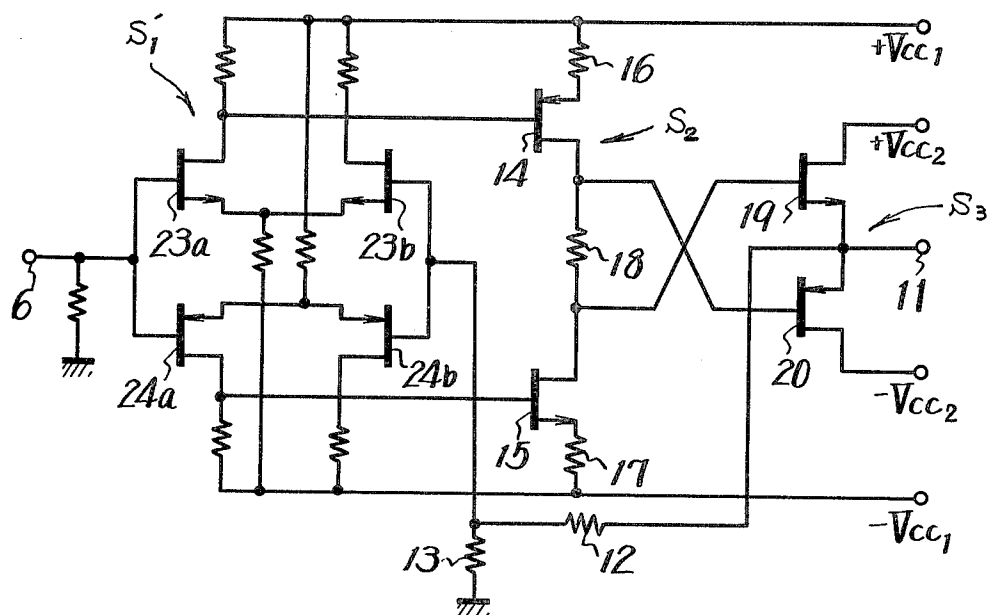 S₁'
16
+Vcc₁
S₂
+Vcc₂
14
23a
23b
19
S₃
18
6
11
24a
24b
20
-Vcc₂
15
17
-Vcc₁
13
12